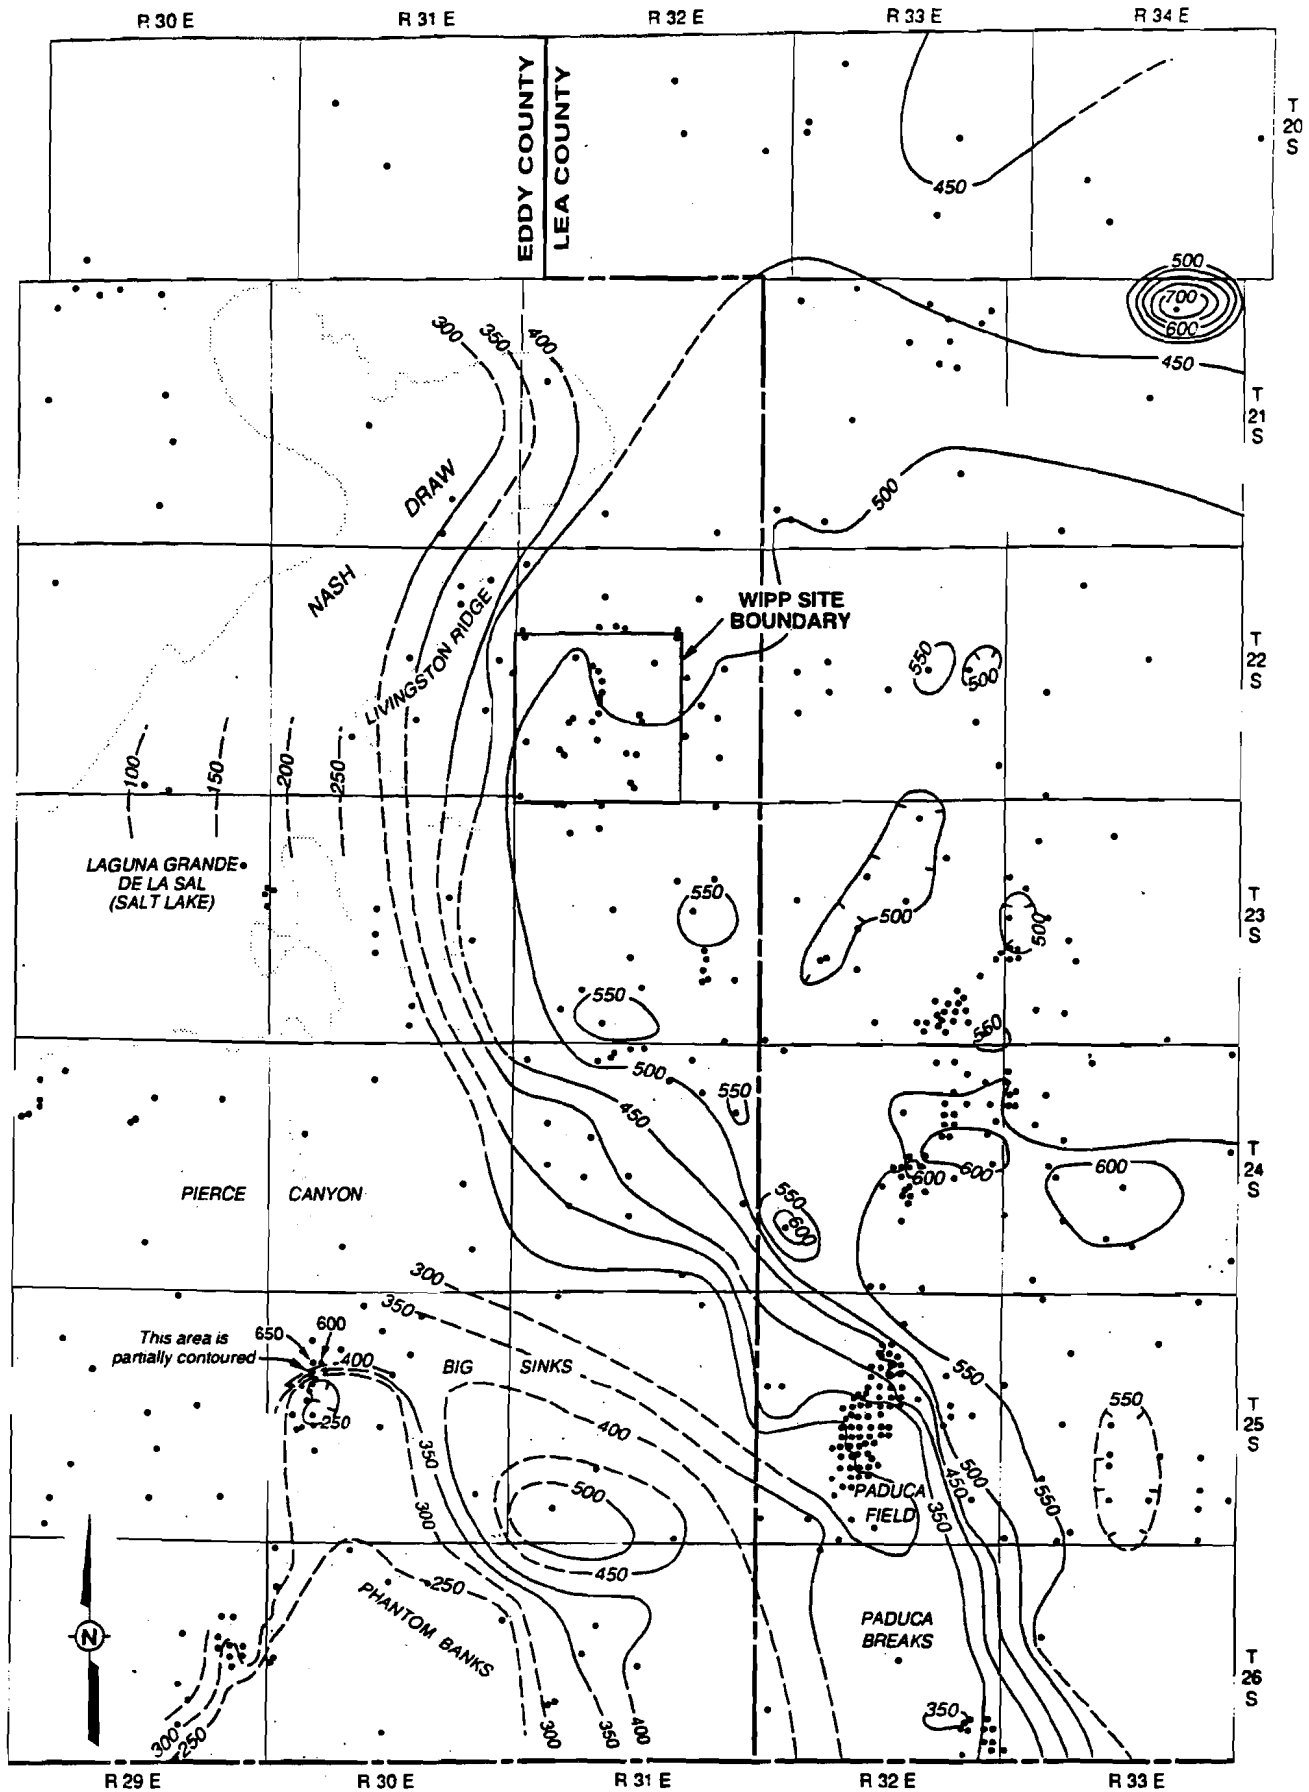 R 30 E
R 31 E
R 32 E
R 33 E
R 34 E
EDDY COUNTY
LEA COUNTY
T
20
S
450
500
700
600
450
300
350
400
T
21
S
DRAW
500
NASH
LIVINGSTON RIDGE
WIPP SITE
BOUNDARY
550
500
T
22
S
100
150
200
250
LAGUNA GRANDE
DE LA SAL
(SALT LAKE)
550
500
500
T
23
S
550
550
500
550
450
PIERCE CANYON
600
600
600
T
24
S
550
600
300
350
This area is
partially contoured
650
600
400
BIG SINKS
550
250
400
550
T
25
S
350
500
450
350
550
300
500
PADUCA
FIELD
450
250
PHANTOM BANKS
PADUCA
BREAKS
N
T
26
S
350
300
250
300
350
400
R 29 E
R 30 E
R 31 E
R 32 E
R 33 E